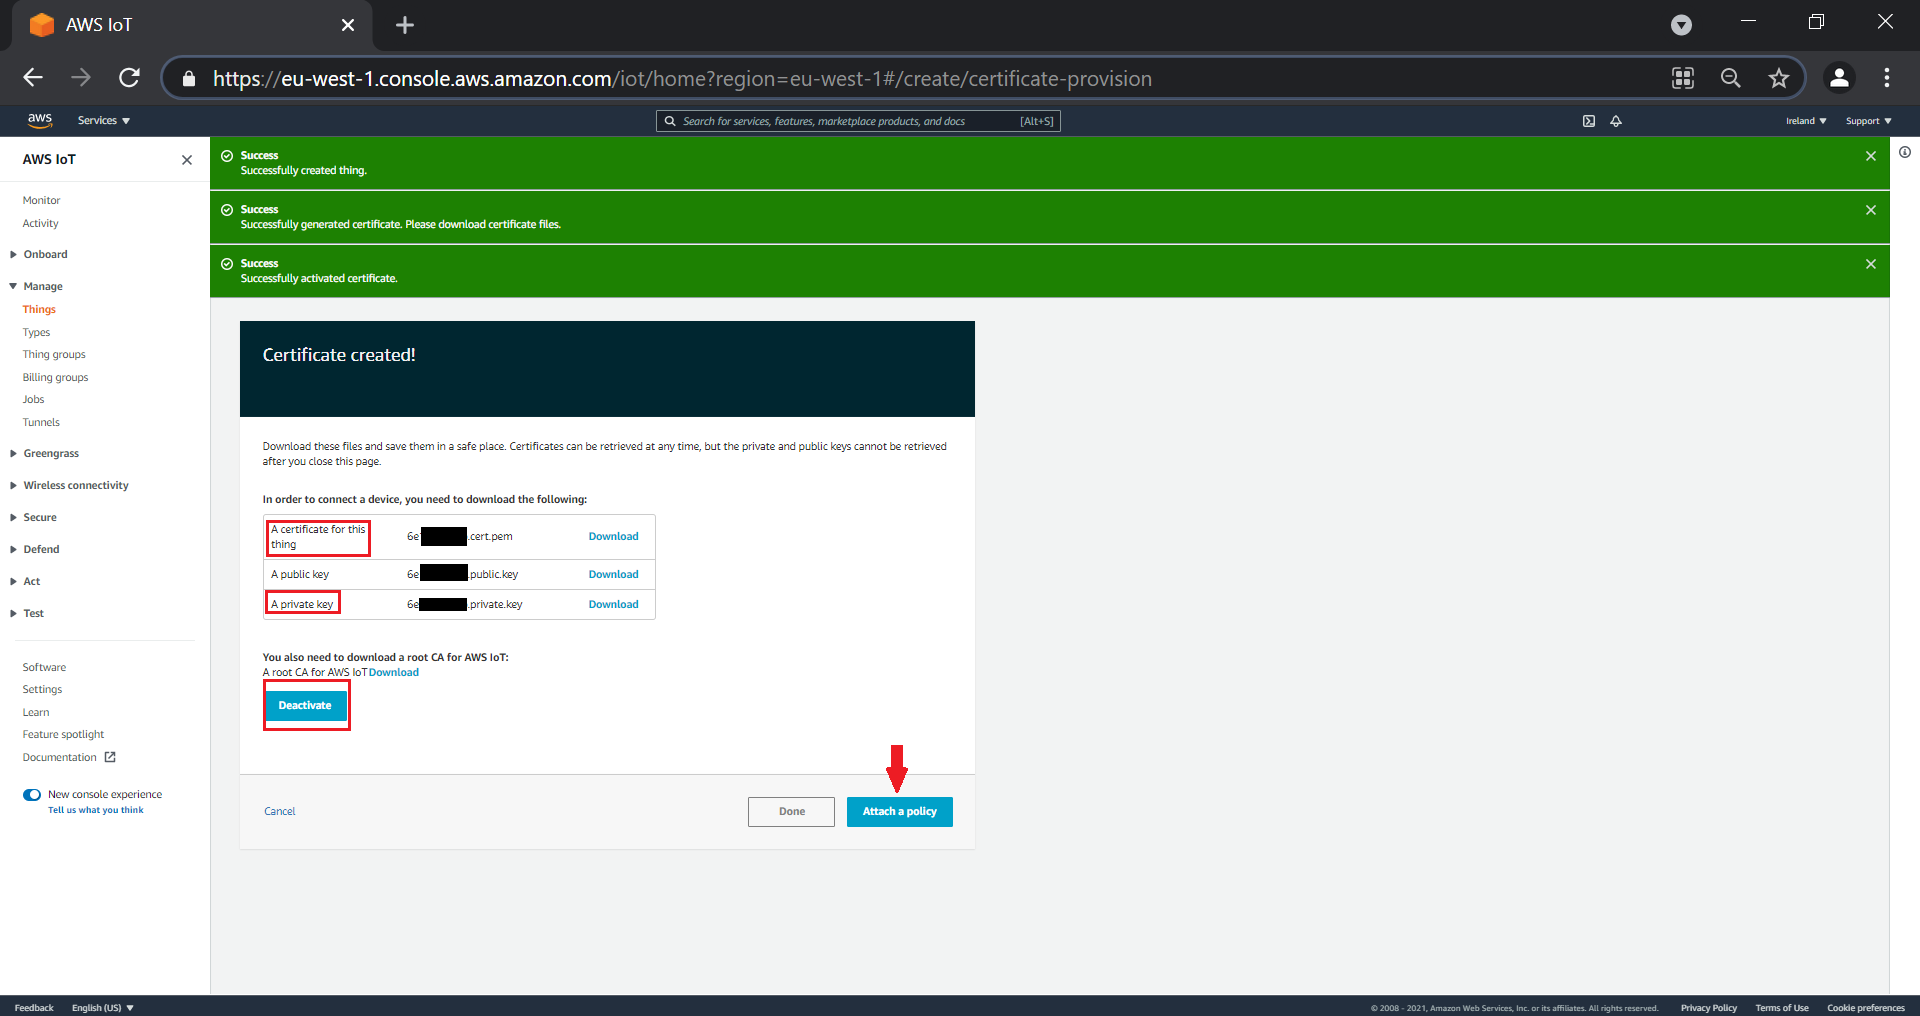 AWS IoT
https://eu-west-1.console.aws.amazon.com/iot/home?region=eu-west-1#/create/certificate-provision
aws
Services
Search for services, features, marketplace products, and docs
[Alt+S]
Ireland
Support
AWS IoT
Monitor
Activity
Onboard
Manage
Things
Types
Thing groups
Billing groups
Jobs
Tunnels
Greengrass
Wireless connectivity
Secure
Defend
Act
Test
Software
Settings
Learn
Feature spotlight
Documentation
New console experience
Tell us what you think
Success
Successfully created thing.
Success
Successfully generated certificate. Please download certificate files.
Success
Successfully activated certificate.
Certificate created!
Download these files and save them in a safe place. Certificates can be retrieved at any time, but the private and public keys cannot be retrieved
after you close this page.
In order to connect a device, you need to download the following:
A certificate for this
thing
6e .cert.pem
Download
A public key
6e .public.key
Download
A private key
6e .private.key
Download
You also need to download a root CA for AWS IoT:
A root CA for AWS IoT Download
Deactivate
Cancel
Done
Attach a policy
Feedback
English (US)
© 2008 - 2021, Amazon Web Services, Inc. or its affiliates. All rights reserved.
Privacy Policy
Terms of Use
Cookie preferences